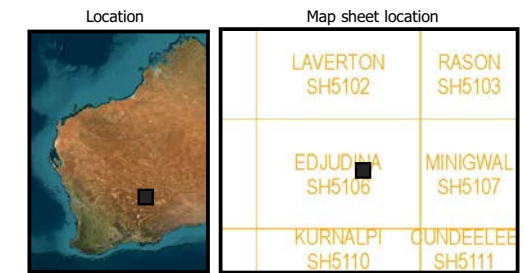 Location
Map sheet location
LAVERTON
SH5102
RASON
SH5103
EDJUDINA
SH5106
MINIGWAL
SH5107
KURNALPI
SH5110
CUNDEELEE
SH5111